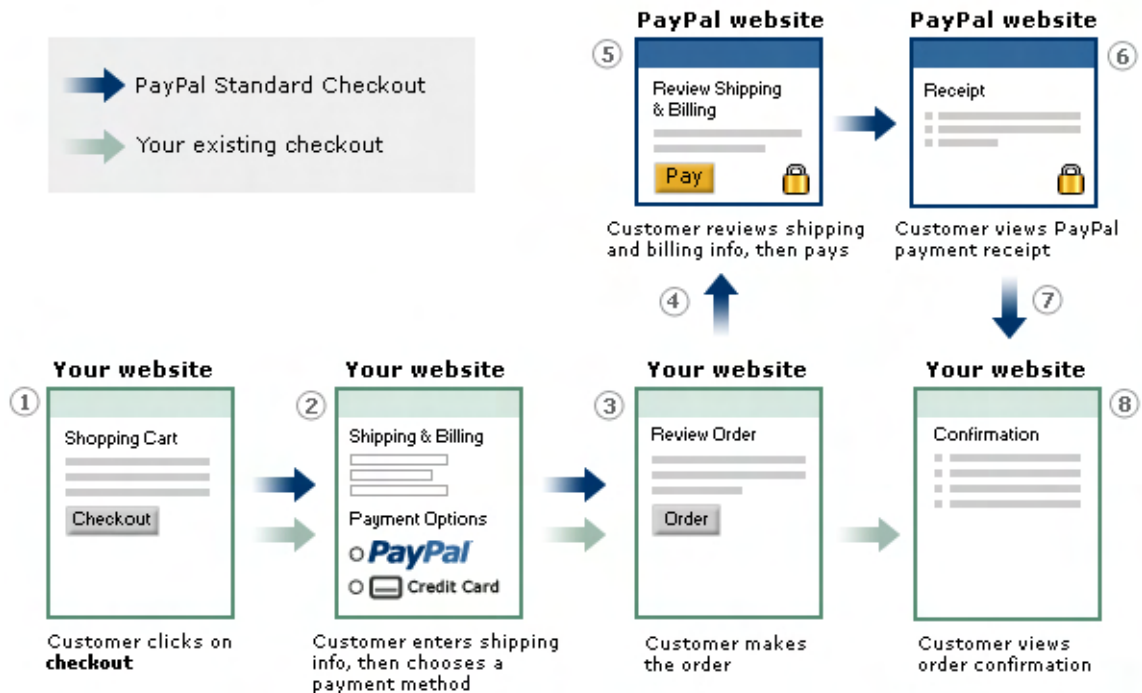 PayPal Standard Checkout
Your existing checkout
PayPal website
5
Review Shipping
& Billing
Pay
Customer reviews shipping
and billing info, then pays
PayPal website
6
Receipt
Customer views PayPal
payment receipt
4
7
Your website
1
Shopping Cart
Checkout
Customer clicks on
checkout
Your website
2
Shipping & Billing
Payment Options
PayPal
Credit Card
Customer enters shipping
info, then chooses a
payment method
Your website
3
Review Order
Order
Customer makes
the order
Your website
8
Confirmation
Customer views
order confirmation